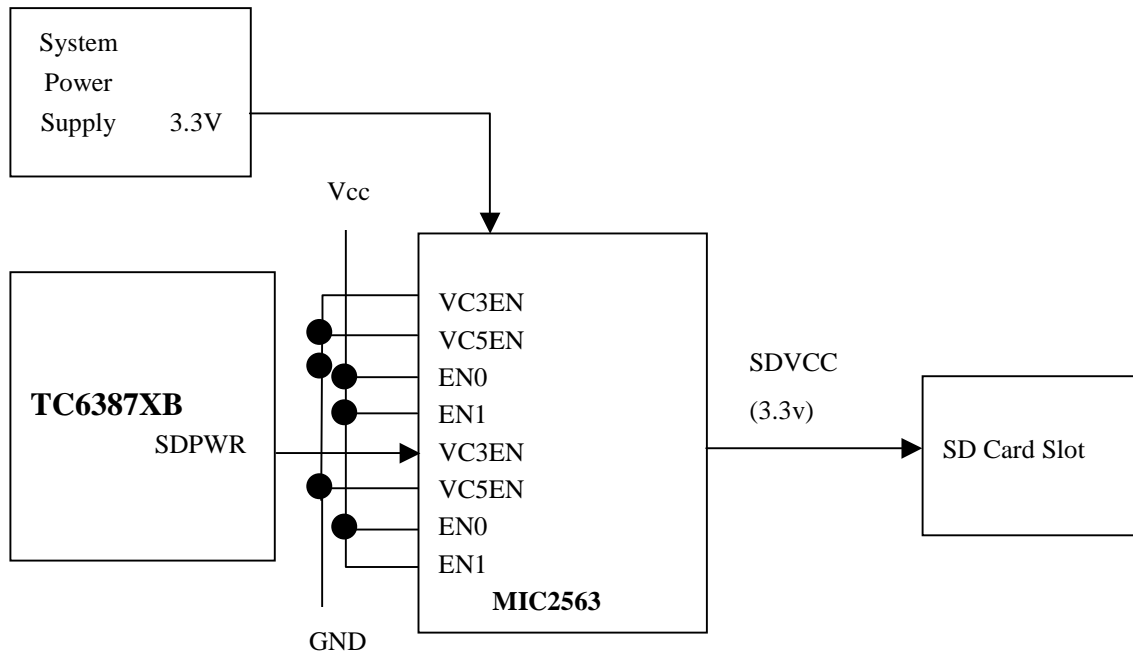 System
Power
Supply 3.3V
Vcc
VC3EN
VC5EN
EN0
EN1
VC3EN
VC5EN
EN0
EN1
MIC2563
TC6387XB
SDPWR
GND
SDVCC
(3.3v)
SD Card Slot